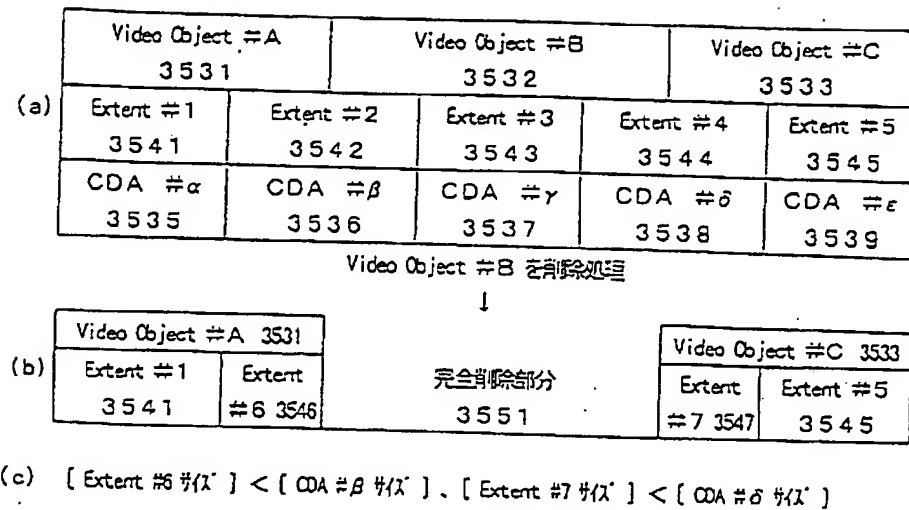 Video Object #A Video Object #B Video Object #C
3531 3532 3533
(a)
Extent #1 Extent #2 Extent #3 Extent #4 Extent #5
3541 3542 3543 3544 3545
CDA #α CDA #β CDA #γ CDA #δ CDA #ε
3535 3536 3537 3538 3539
Video Object #B を削除処理
↓
Video Object #A 3531 Video Object #C 3533
(b)
Extent #1 Extent 完全削除部分 Extent Extent #5
3541 #6 3546 3551 #7 3547 3545
(c) [ Extent #6 サイズ ] < [ CDA #β サイズ ] 、 [ Extent #7 サイズ ] < [ CDA #δ サイズ ]